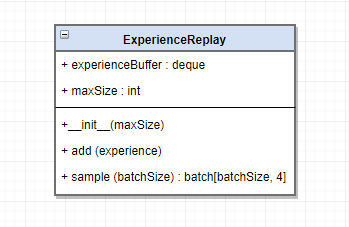 ExperienceReplay
+ experienceBuffer : deque
+ maxSize : int
+__init__(maxSize)
+ add (experience)
+ sample (batchSize) : batch[batchSize, 4]